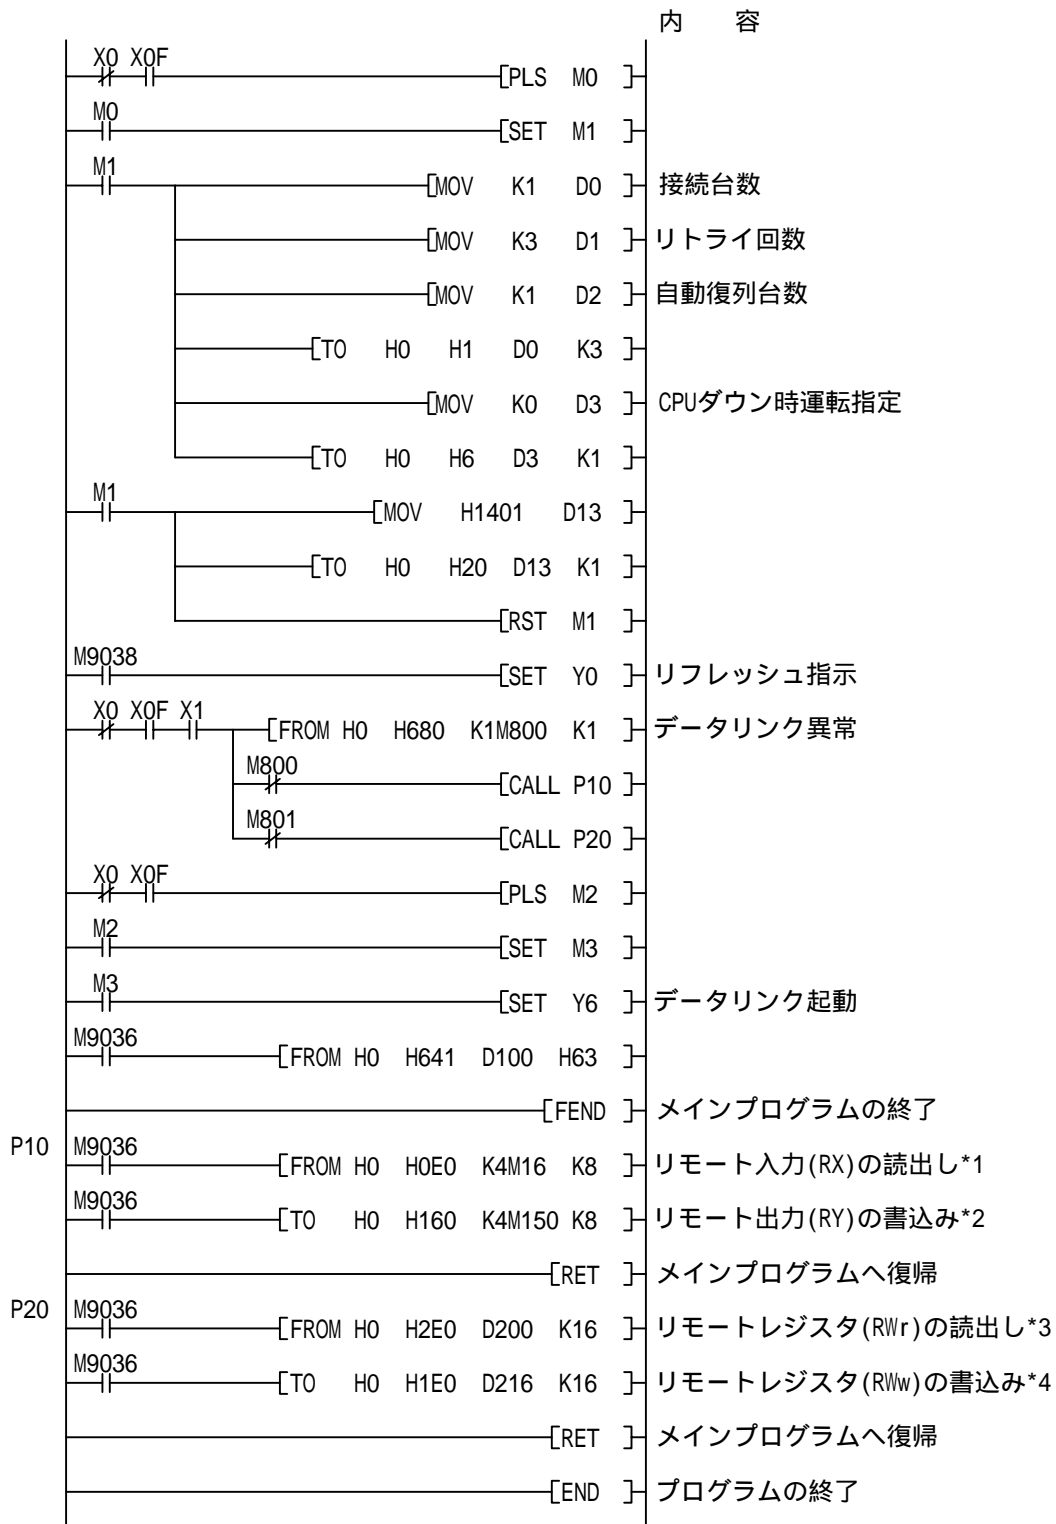 内 容
X0 X0F
[PLS M0 ]
M0
[SET M1 ]
M1
[MOV K1 D0 ] 接続台数
[MOV K3 D1 ] リトライ回数
[MOV K1 D2 ] 自動復列台数
[TO H0 H1 D0 K3 ]
[MOV K0 D3 ] CPUダウン時運転指定
[TO H0 H6 D3 K1 ]
M1
[MOV H1401 D13 ]
[TO H0 H20 D13 K1 ]
[RST M1 ]
M9038
[SET Y0 ] リフレッシュ指示
X0 X0F X1
[FROM H0 H680 K1M800 K1 ] データリンク異常
M800
[CALL P10 ]
M801
[CALL P20 ]
X0 X0F
[PLS M2 ]
M2
[SET M3 ]
M3
[SET Y6 ] データリンク起動
M9036
[FROM H0 H641 D100 H63 ]
[FEND ] メインプログラムの終了
P10 M9036
[FROM H0 H0E0 K4M16 K8 ] リモート入力(RX)の読出し*1
M9036
[TO H0 H160 K4M150 K8 ] リモート出力(RY)の書込み*2
[RET ] メインプログラムへ復帰
P20 M9036
[FROM H0 H2E0 D200 K16 ] リモートレジスタ(RWr)の読出し*3
M9036
[TO H0 H1E0 D216 K16 ] リモートレジスタ(RWw)の書込み*4
[RET ] メインプログラムへ復帰
[END ] プログラムの終了